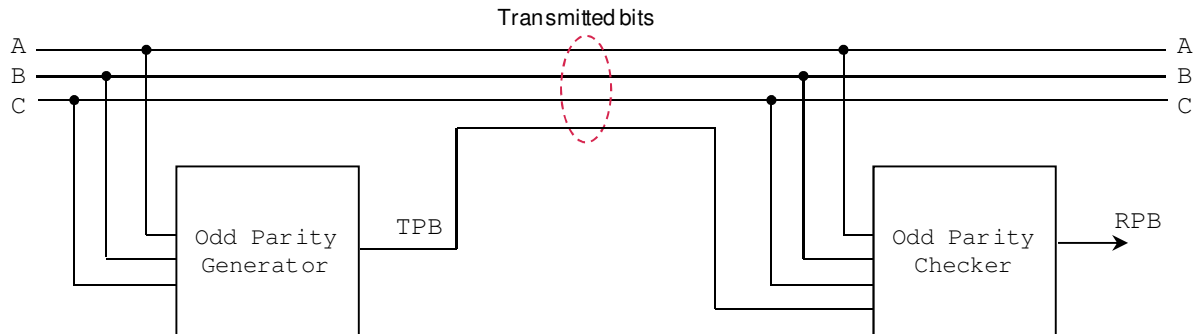 Transmitted bits
A A
B B
C C
TPB
RPB
Odd Parity
Generator
Odd Parity
Checker